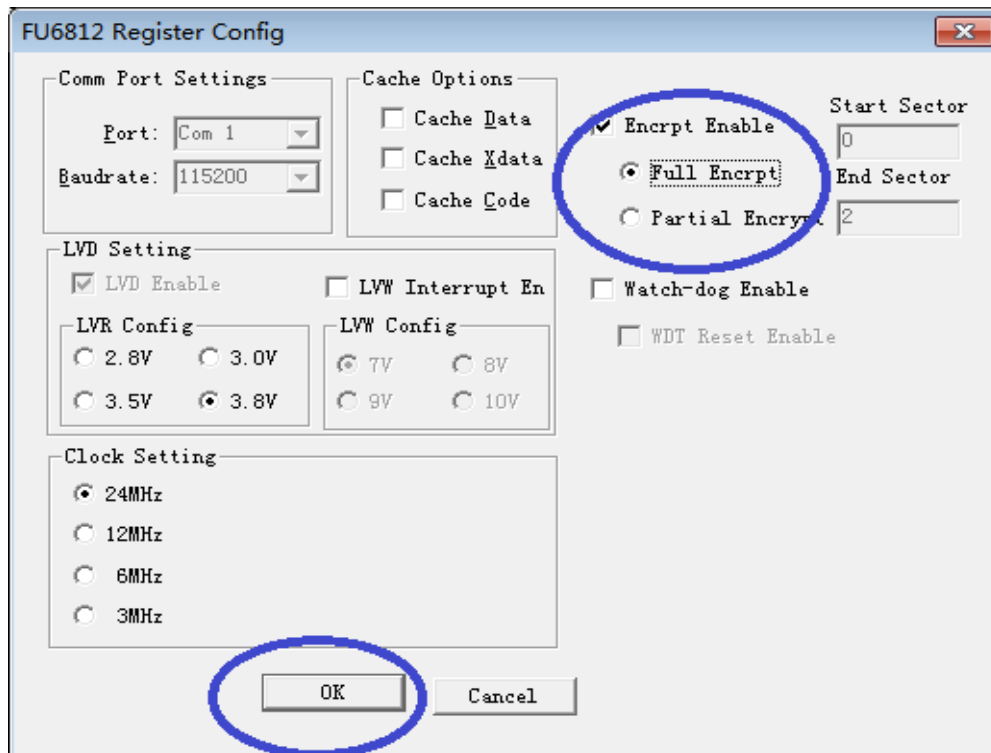 FU6812 Register Config
Comm Port Settings
Port: Com 1
Baudrate: 115200
Cache Options
Cache Data
Cache Xdata
Cache Code
Encrpt Enable
Full Encrpt
Partial Encrypt
Start Sector
0
End Sector
2
LVD Setting
LVD Enable
LVW Interrupt En
LVR Config
2.8V 3.0V
3.5V 3.8V
LVW Config
7V 8V
9V 10V
Watch-dog Enable
WDT Reset Enable
Clock Setting
24MHz
12MHz
6MHz
3MHz
OK Cancel